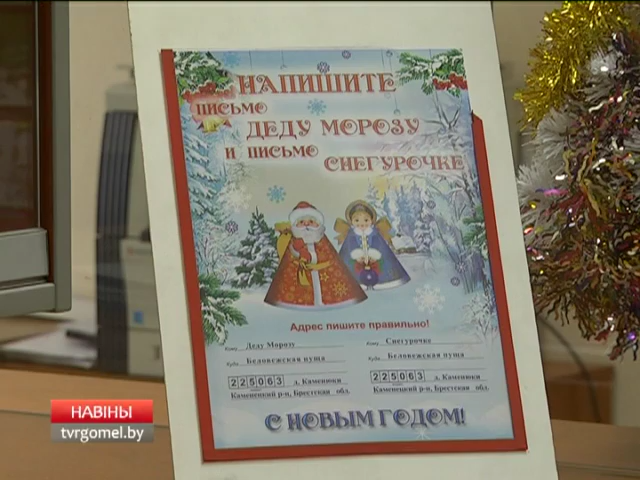 НАПИШИТЕ
ПИСЬМО
ДЕДУ МОРОЗУ
И ПИСЬМО
СНЕГУРОЧКЕ
Адрес пишите правильно!
Кому Деду Морозу
Куда Беловежская пуща
225063 д. Каменюки
Каменецкий р-н, Брестская обл.
Кому Снегурочке
Куда Беловежская пуща
225063 д. Каменюки
Каменецкий р-н, Брестская обл.
С НОВЫМ ГОДОМ!
НАВІНЫ
tvrgomel.by